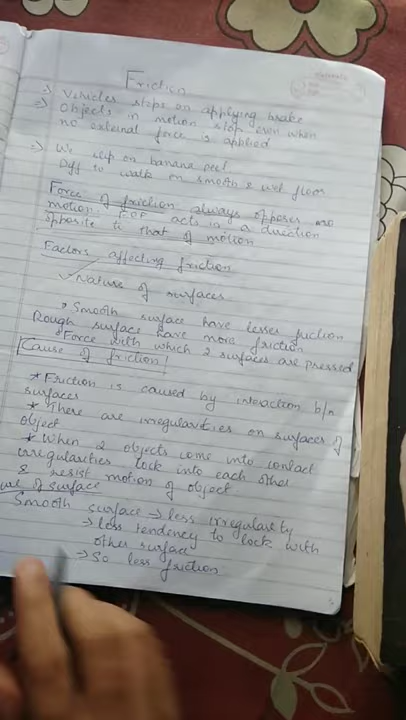 Friction
→ Vehicles stops on applying brake
⇒ Objects in motion stop even when
no external force is applied
⇒ We slip on banana peel
Diff to walk on smooth & wet floor
Force of friction always opposes mo
motion. FOF acts in a direction
opposite to that of motion
Factors affecting friction
✓ Nature of surfaces
* Smooth surface have lesser friction
Rough surface have more friction
* Force with which 2 surfaces are pressed
Cause of friction!
* Friction is caused by interaction b/n
surfaces
* There are irregularities on surfaces of
object
* When 2 objects come into contact
irregularities lock into each other
& resist motion of object
ure of surface
Smooth surface → less irregularity
→ less tendency to lock with
other surface
→ So less friction